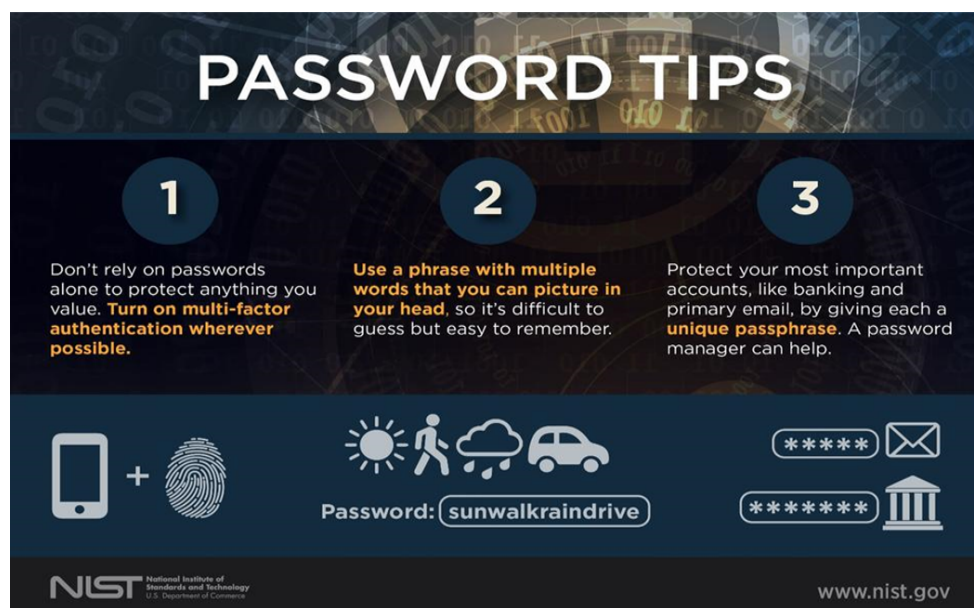 PASSWORD TIPS
1
Don't rely on passwords
alone to protect anything you
value. Turn on multi-factor
authentication wherever
possible.
2
Use a phrase with multiple
words that you can picture in
your head, so it's difficult to
guess but easy to remember.
3
Protect your most important
accounts, like banking and
primary email, by giving each a
unique passphrase. A password
manager can help.
+
Password: sunwalkraindrive
*****
*******
NIST
National Institute of
Standards and Technology
U.S. Department of Commerce
www.nist.gov